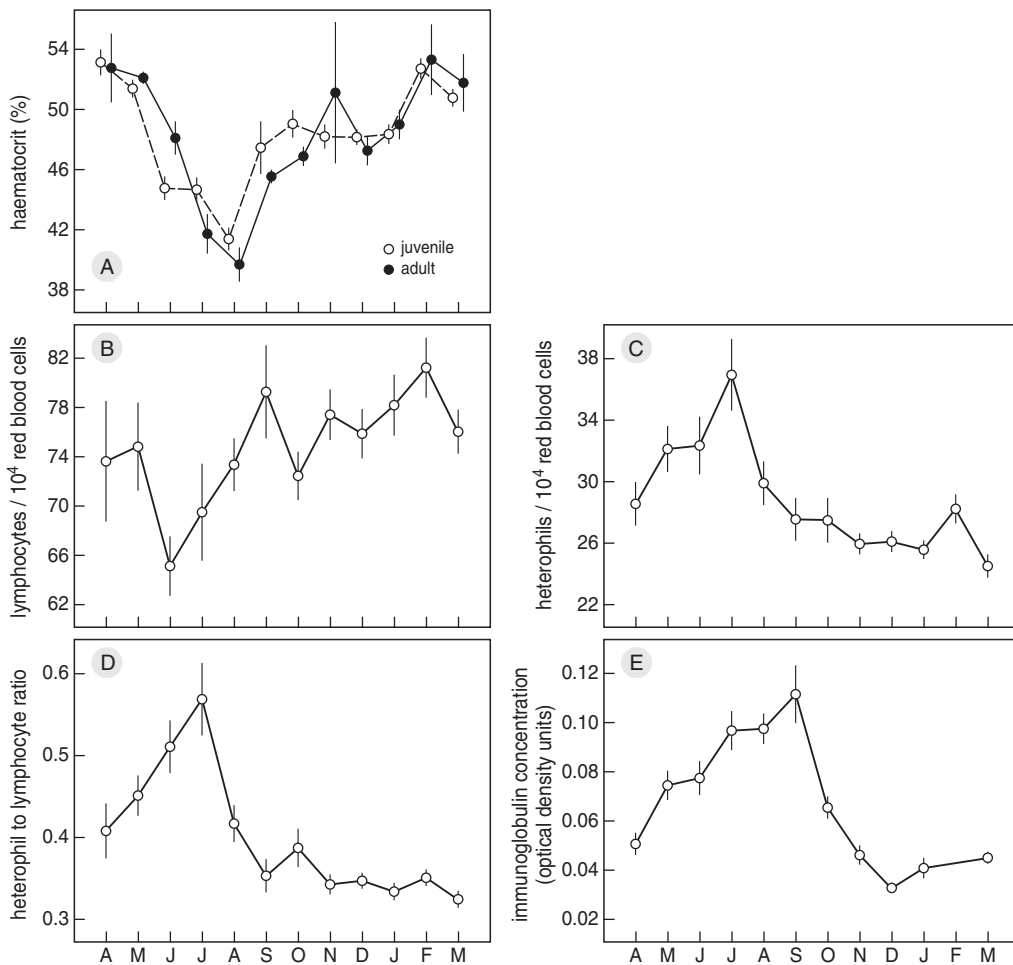 A
haematocrit (%)
54
50
46
42
38
juvenile
adult
B
lymphocytes / 10⁴ red blood cells
82
78
74
70
66
62
C
heterophils / 10⁴ red blood cells
38
34
30
26
22
D
heterophil to lymphocyte ratio
0.6
0.5
0.4
0.3
A M J J A S O N D J F M
E
immunoglobulin concentration
(optical density units)
0.12
0.10
0.08
0.06
0.04
0.02
A M J J A S O N D J F M